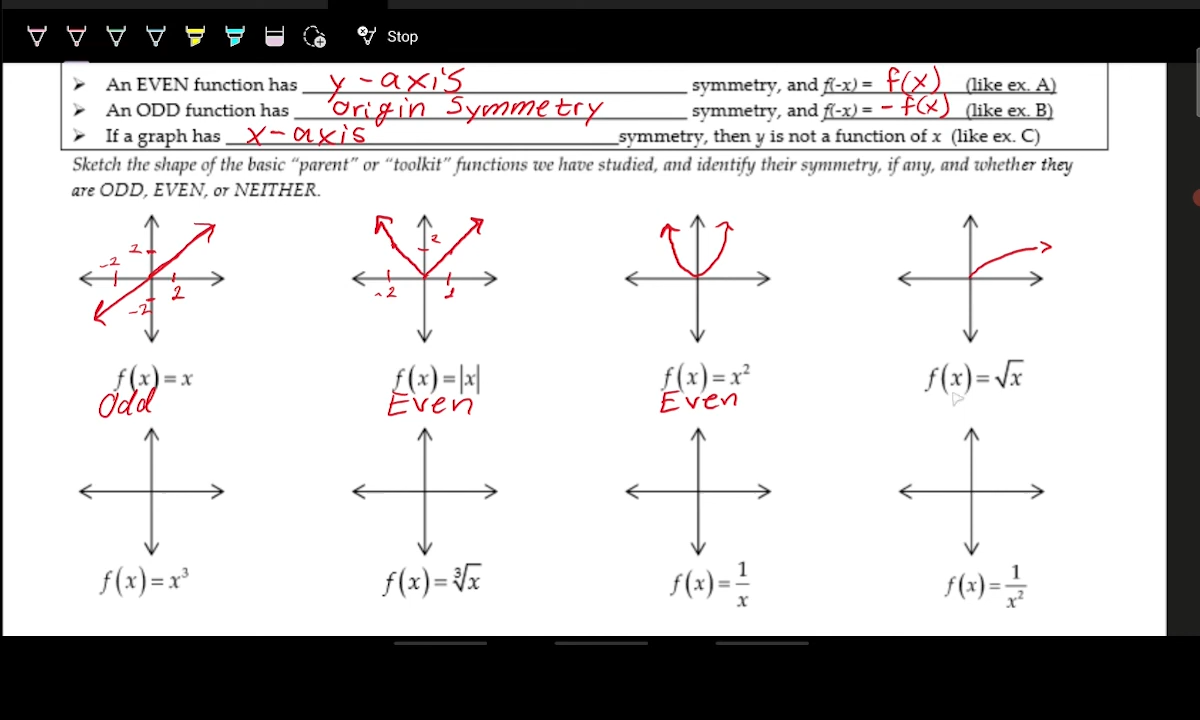 Stop
➤ An EVEN function has y-axis symmetry, and f(-x) = f(x) (like ex. A)
➤ An ODD function has origin Symmetry symmetry, and f(-x) = -f(x) (like ex. B)
➤ If a graph has x-axis symmetry, then y is not a function of x (like ex. C)
Sketch the shape of the basic “parent” or “toolkit” functions we have studied, and identify their symmetry, if any, and whether they
are ODD, EVEN, or NEITHER.
2 2
-2
-2 2 -2
f(x)=x f(x)=|x| f(x)=x² f(x)=√x
Odd Even Even
f(x)=x³ f(x)=∛x f(x)=1/x f(x)=1/x²